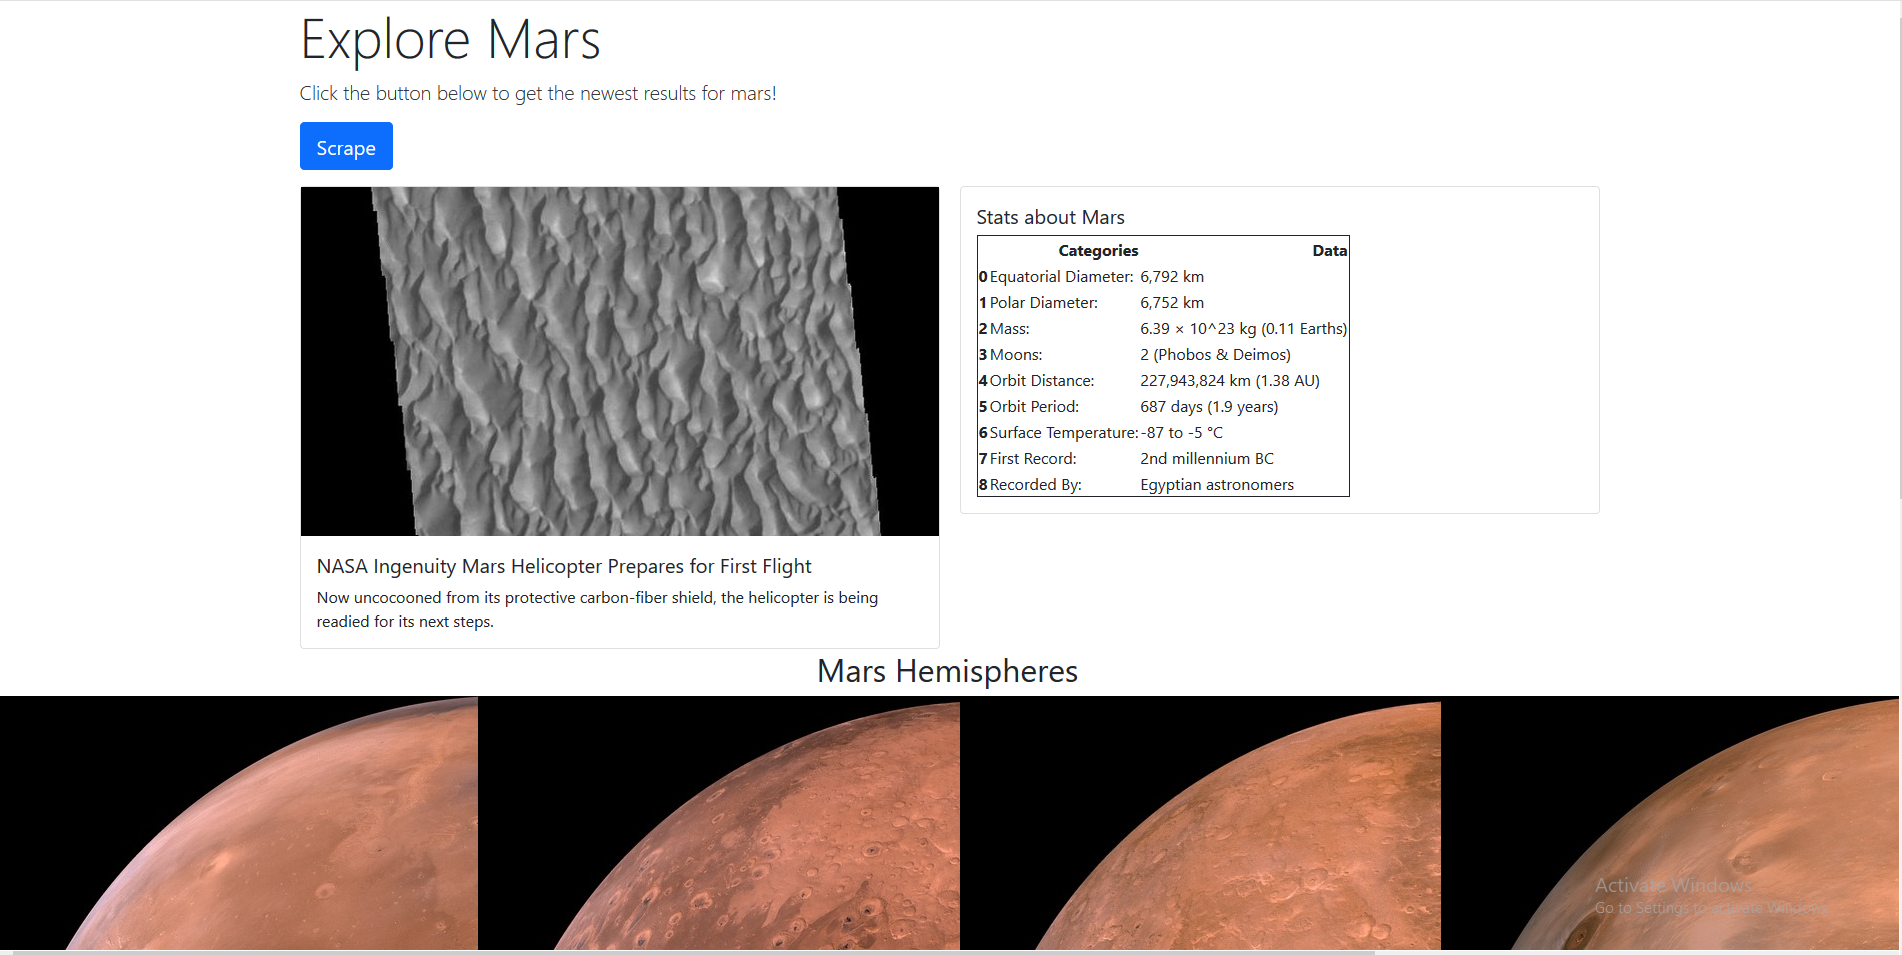 Explore Mars
Click the button below to get the newest results for mars!
Scrape
NASA Ingenuity Mars Helicopter Prepares for First Flight
Now uncocooned from its protective carbon-fiber shield, the helicopter is being
readied for its next steps.
Stats about Mars
Categories Data
0 Equatorial Diameter: 6,792 km
1 Polar Diameter: 6,752 km
2 Mass: 6.39 × 10^23 kg (0.11 Earths)
3 Moons: 2 (Phobos & Deimos)
4 Orbit Distance: 227,943,824 km (1.38 AU)
5 Orbit Period: 687 days (1.9 years)
6 Surface Temperature: -87 to -5 °C
7 First Record: 2nd millennium BC
8 Recorded By: Egyptian astronomers
Mars Hemispheres
Activate Windows
Go to Settings to activate Windows.